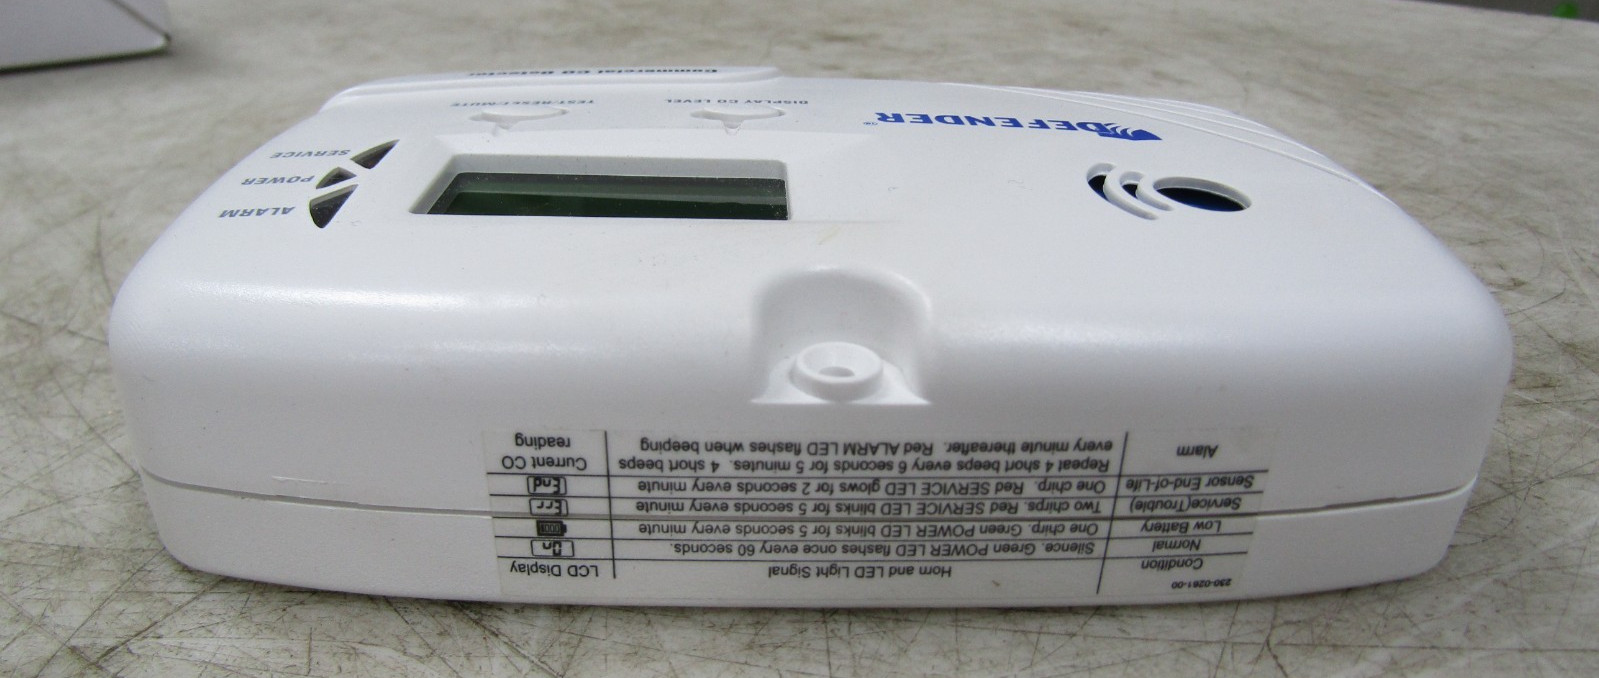 230-0261-00
Condition Horn and LED Light Signal LCD Display
Normal Silence. Green POWER LED flashes once every 60 seconds. On
Low Battery One chirp. Green POWER LED blinks for 5 seconds every minute
Service(Trouble) Two chirps. Red SERVICE LED blinks for 5 seconds every minute Err
Sensor End-of-Life One chirp. Red SERVICE LED glows for 2 seconds every minute End
Alarm Repeat 4 short beeps every 6 seconds for 5 minutes. 4 short beeps every minute thereafter. Red ALARM LED flashes when beeping Current CO reading
DEFENDER
ALARM
POWER
SERVICE
DISPLAY CO LEVEL
TEST/RESET/MUTE
Commercial CO Detector